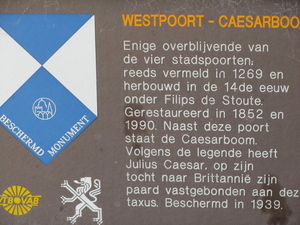 WESTPOORT - CAESARBOO
Enige overblijvende van
de vier stadspoorten;
reeds vermeld in 1269 en
herbouwd in de 14de eeuw
onder Filips de Stoute.
Gerestaureerd in 1852 en
1990. Naast deze poort
staat de Caesarboom.
Volgens de legende heeft
Julius Caesar, op zijn
tocht naar Brittannië zijn
paard vastgebonden aan dez
taxus. Beschermd in 1939.
BESCHERMD MONUMENT
VTB VAB